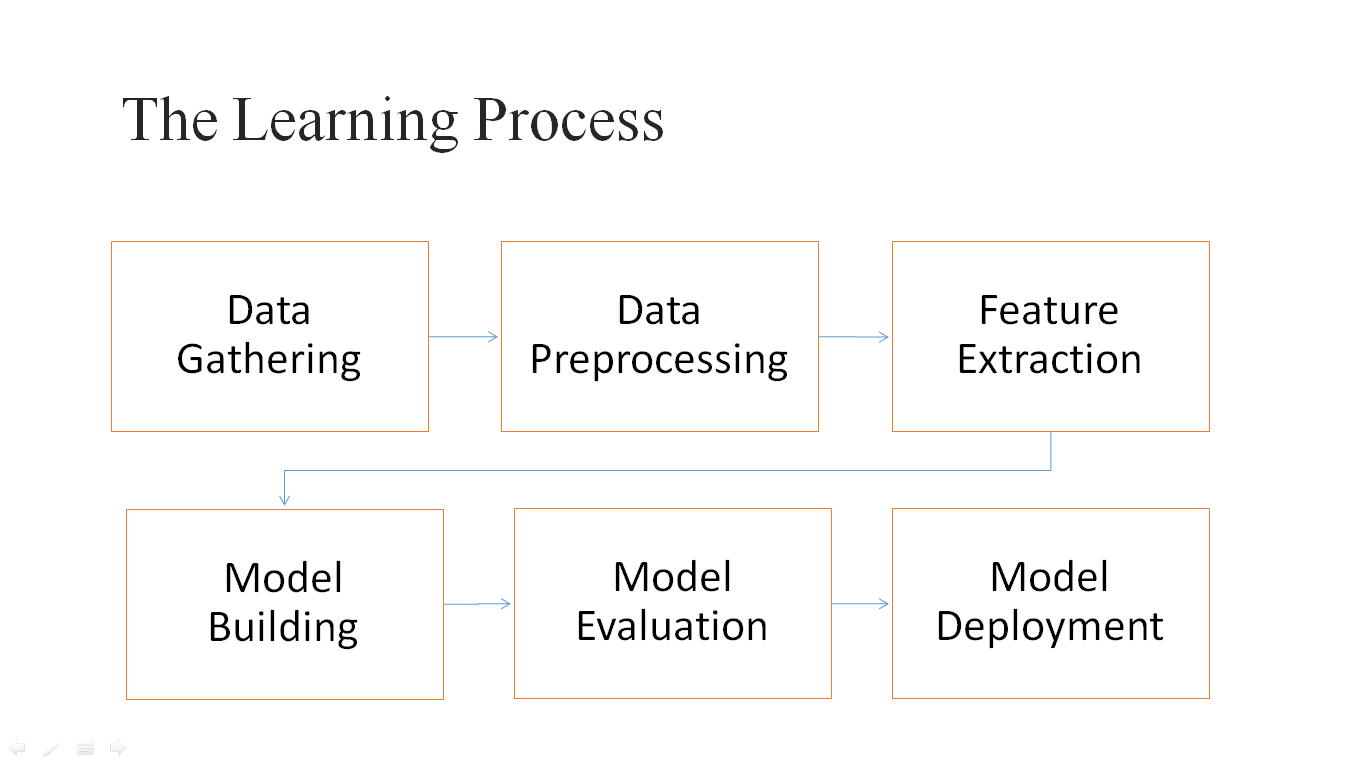 The Learning Process
Data
Gathering
Data
Preprocessing
Feature
Extraction
Model
Building
Model
Evaluation
Model
Deployment